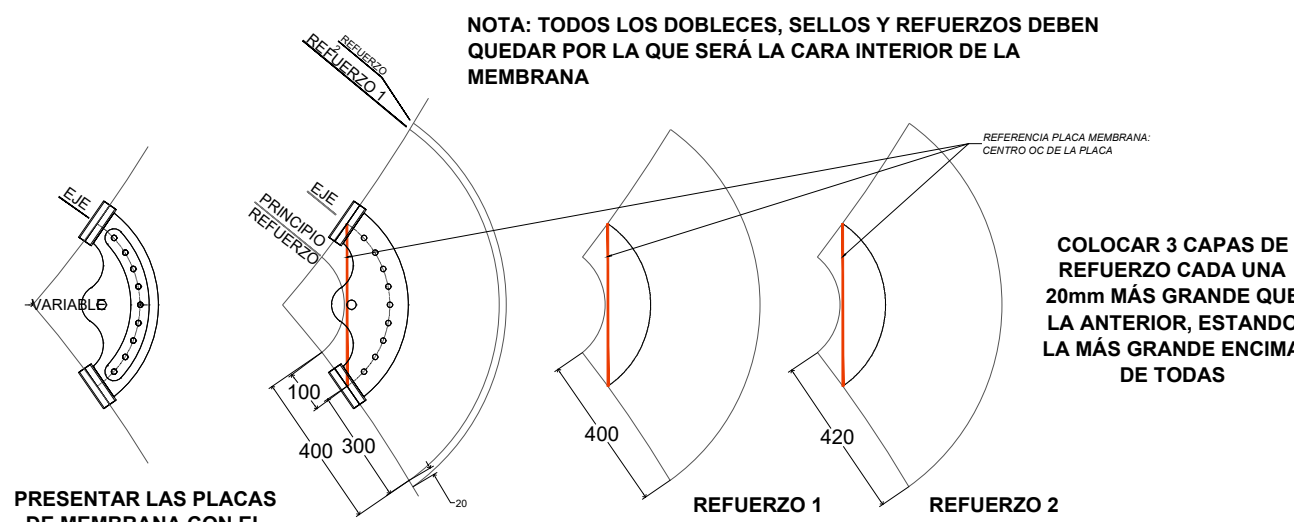 NOTA: TODOS LOS DOBLECES, SELLOS Y REFUERZOS DEBEN
QUEDAR POR LA QUE SERÁ LA CARA INTERIOR DE LA
MEMBRANA
REFUERZO
2
REFUERZO 1
REFERENCIA PLACA MEMBRANA:
CENTRO OC DE LA PLACA
EJE
EJE
PRINCIPIO
REFUERZO
VARIABLE
COLOCAR 3 CAPAS DE
REFUERZO CADA UNA
20mm MÁS GRANDE QUE
LA ANTERIOR, ESTANDO
LA MÁS GRANDE ENCIMA
DE TODAS
100
400
300
20
400
420
REFUERZO 1
REFUERZO 2
PRESENTAR LAS PLACAS
DE MEMBRANA CON EL